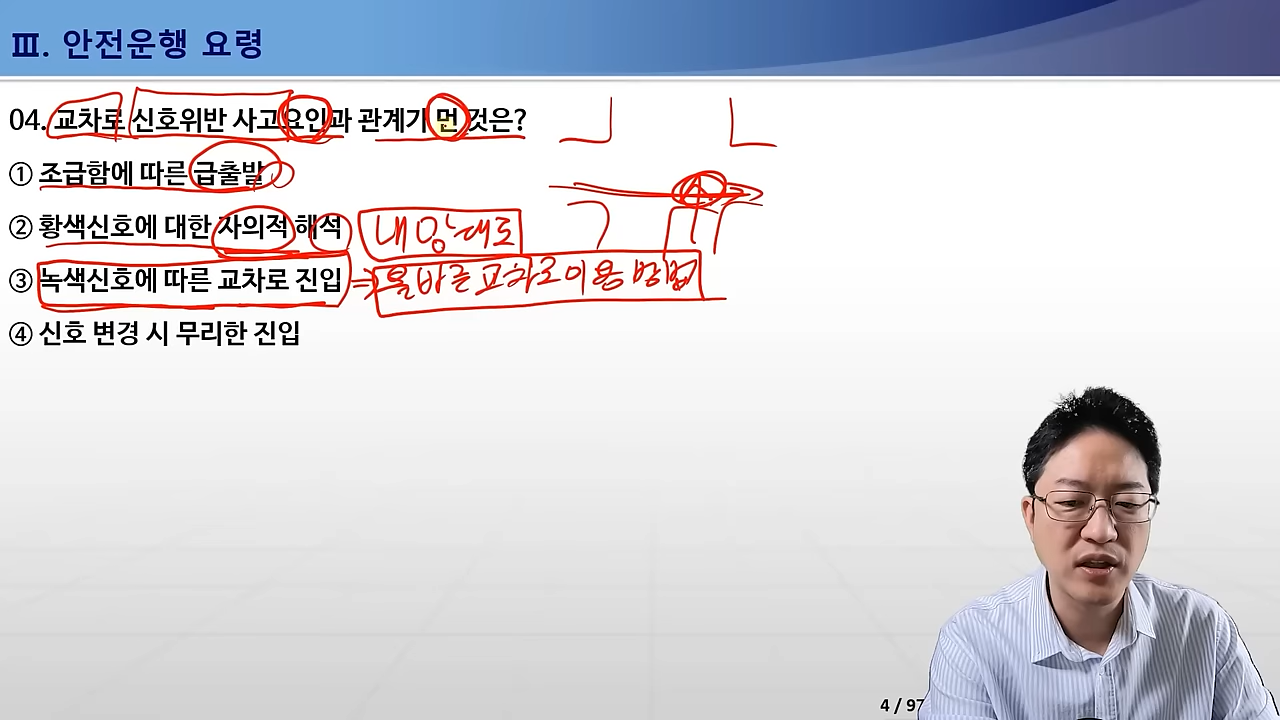 Ⅲ. 안전운행 요령
04. 교차로 신호위반 사고요인과 관계가 먼 것은?
① 조급함에 따른 급출발
② 황색신호에 대한 자의적 해석 내 맘대로
③ 녹색신호에 따른 교차로 진입 ⇒ 올바른 교차로 이용 방법
④ 신호 변경 시 무리한 진입
4 / 97